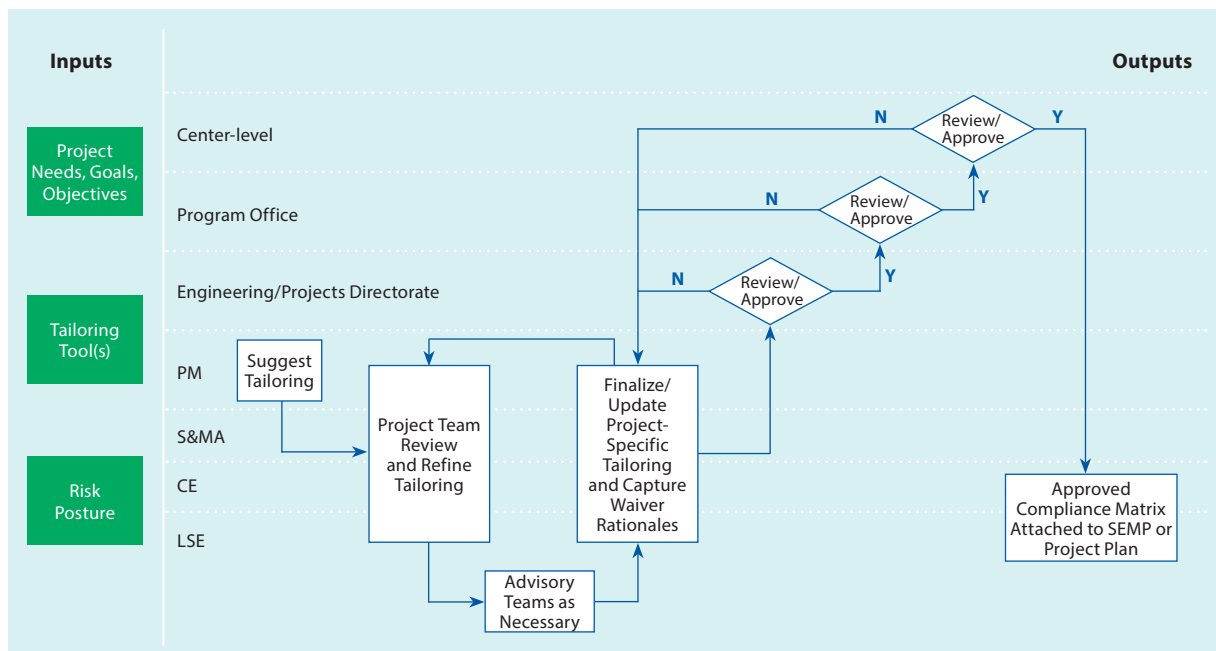 Inputs
Outputs
Project
Needs, Goals,
Objectives
Tailoring
Tool(s)
Risk
Posture
Center-level
N
Review/
Approve
Y
Program Office
N
Review/
Approve
Y
Engineering/Projects Directorate
N
Review/
Approve
Y
PM
Suggest
Tailoring
S&MA
CE
LSE
Project Team
Review
and Refine
Tailoring
Finalize/
Update
Project-
Specific
Tailoring
and Capture
Waiver
Rationales
Advisory
Teams as
Necessary
Approved
Compliance Matrix
Attached to SEMP or
Project Plan